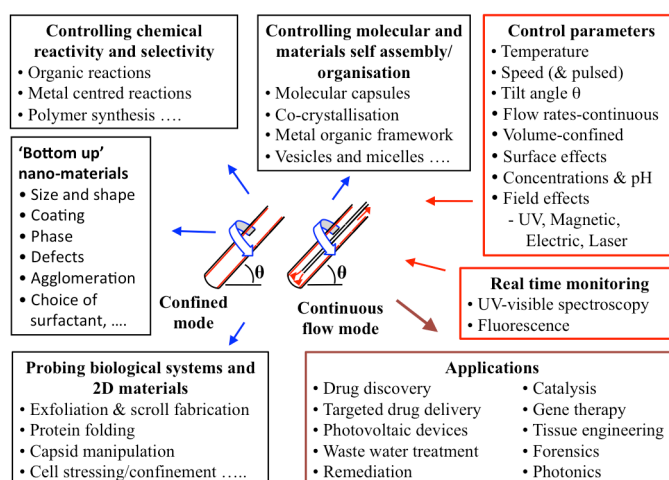 Controlling chemical
reactivity and selectivity
• Organic reactions
• Metal centred reactions
• Polymer synthesis ….
Controlling molecular and
materials self assembly/
organisation
• Molecular capsules
• Co-crystallisation
• Metal organic framework
• Vesicles and micelles ….
Control parameters
• Temperature
• Speed (& pulsed)
• Tilt angle θ
• Flow rates-continuous
• Volume-confined
• Surface effects
• Concentrations & pH
• Field effects
- UV, Magnetic,
Electric, Laser
‘Bottom up’
nano-materials
• Size and shape
• Coating
• Phase
• Defects
• Agglomeration
• Choice of
surfactant, ….
θ
Confined
mode
θ
Continuous
flow mode
Real time monitoring
• UV-visible spectroscopy
• Fluorescence
Probing biological systems and
2D materials
• Exfoliation & scroll fabrication
• Protein folding
• Capsid manipulation
• Cell stressing/confinement …..
Applications
• Drug discovery
• Targeted drug delivery
• Photovoltaic devices
• Waste water treatment
• Remediation
• Catalysis
• Gene therapy
• Tissue engineering
• Forensics
• Photonics